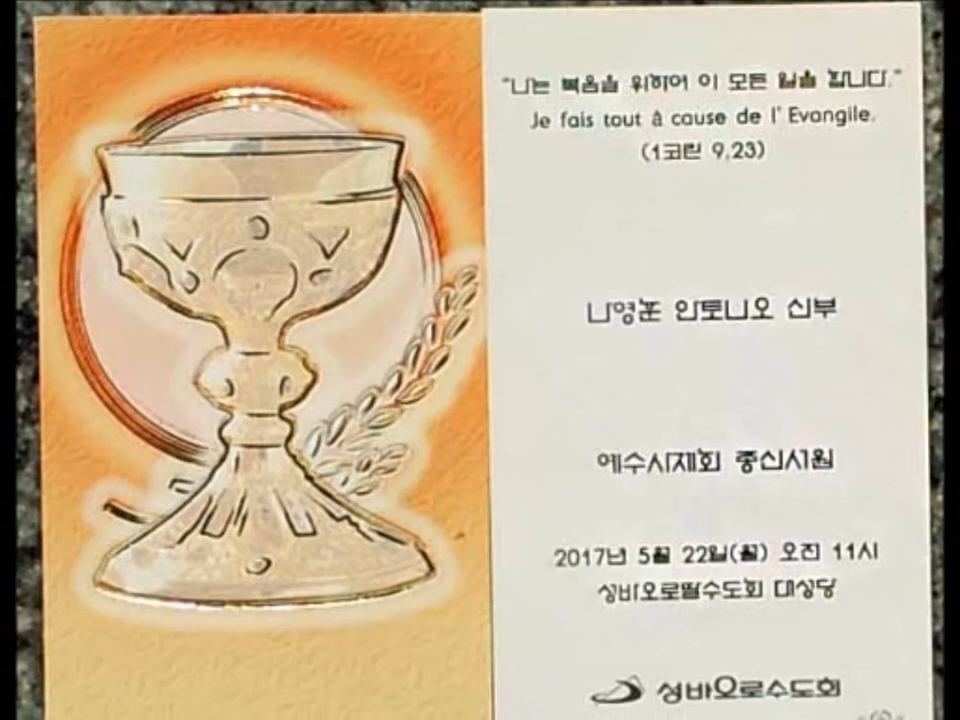 "나는 복음을 위하여 이 모든 일을 합니다."
Je fais tout à cause de l' Evangile.
(1코린 9,23)
나영훈 안토니오 신부
예수사제회 종신서원
2017년 5월 22일(월) 오전 11시
성바오로딸수도회 대성당
성바오로수도회